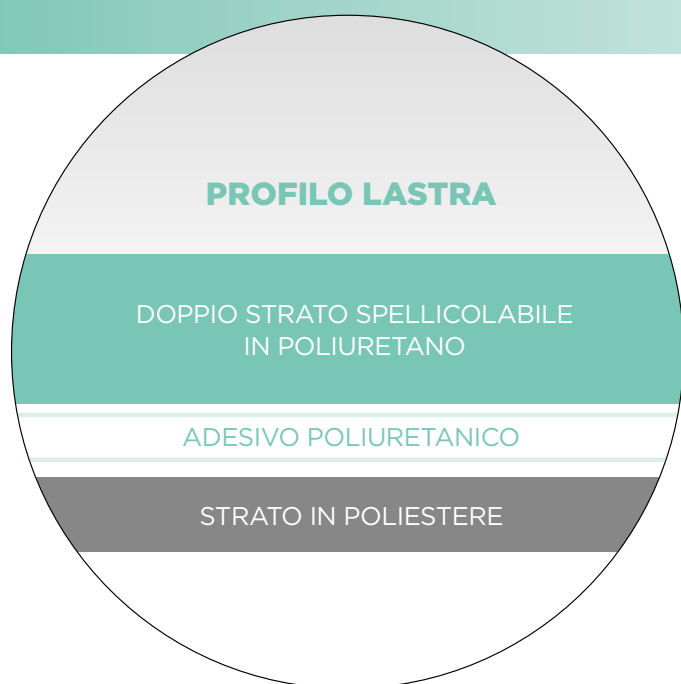 PROFILO LASTRA
DOPPIO STRATO SPELLICOLABILE
IN POLIURETANO
ADESIVO POLIURETANICO
STRATO IN POLIESTERE